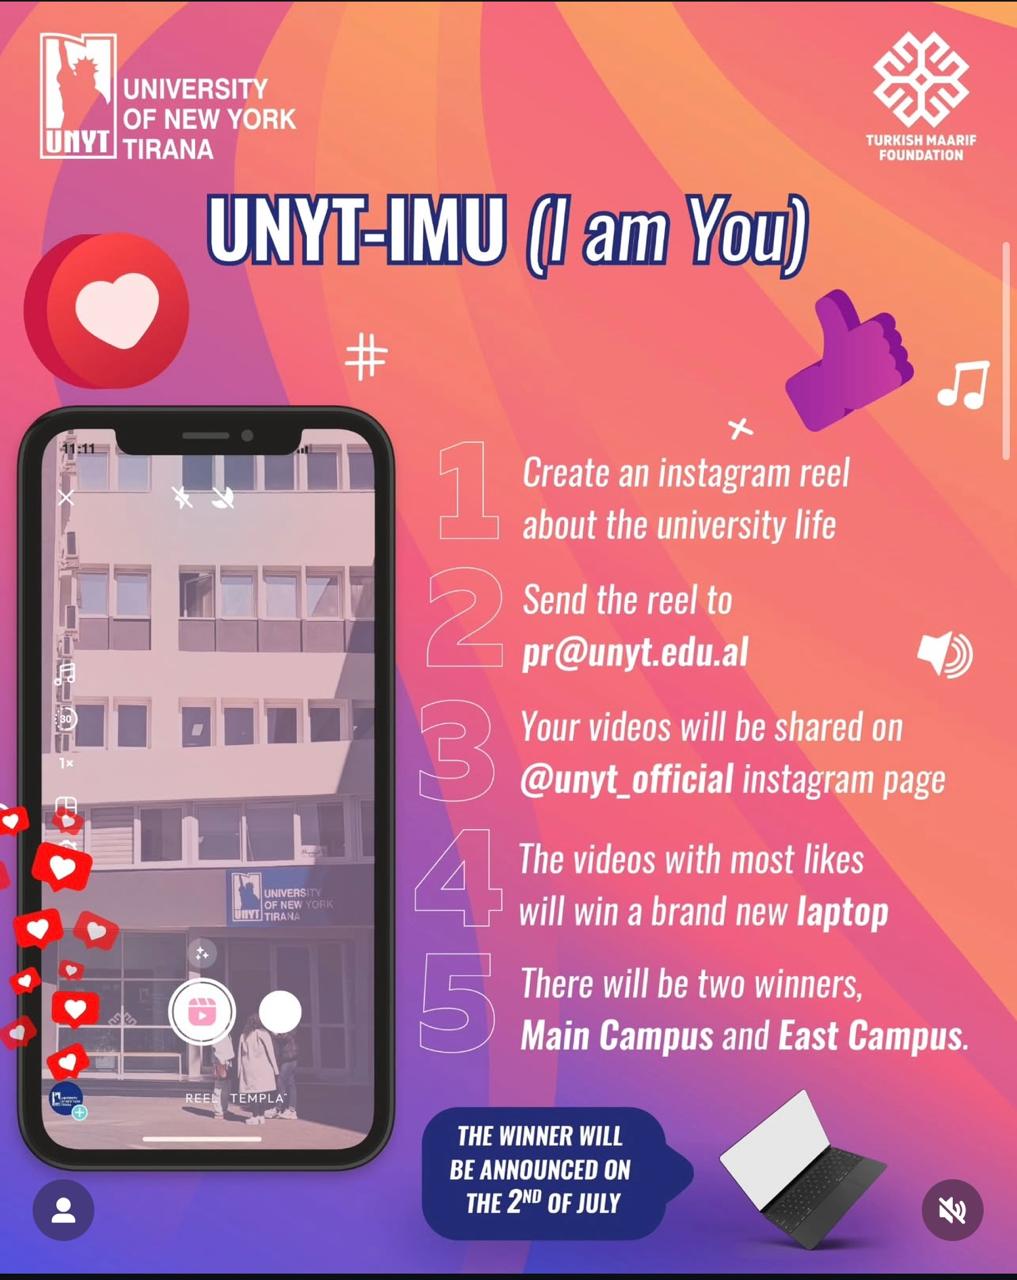 UNYT
UNIVERSITY
OF NEW YORK
TIRANA
TURKISH MAARIF
FOUNDATION
UNYT-IMU (I am You)
11:11
1
Create an instagram reel
about the university life
2
Send the reel to
pr@unyt.edu.al
30
3
Your videos will be shared on
1×
@unyt_official instagram page
4
The videos with most likes
will win a brand new laptop
UNYT
UNIVERSITY
OF NEW YORK
TIRANA
5
There will be two winners,
Main Campus and East Campus.
REEL TEMPLA
THE WINNER WILL
BE ANNOUNCED ON
THE 2ND OF JULY